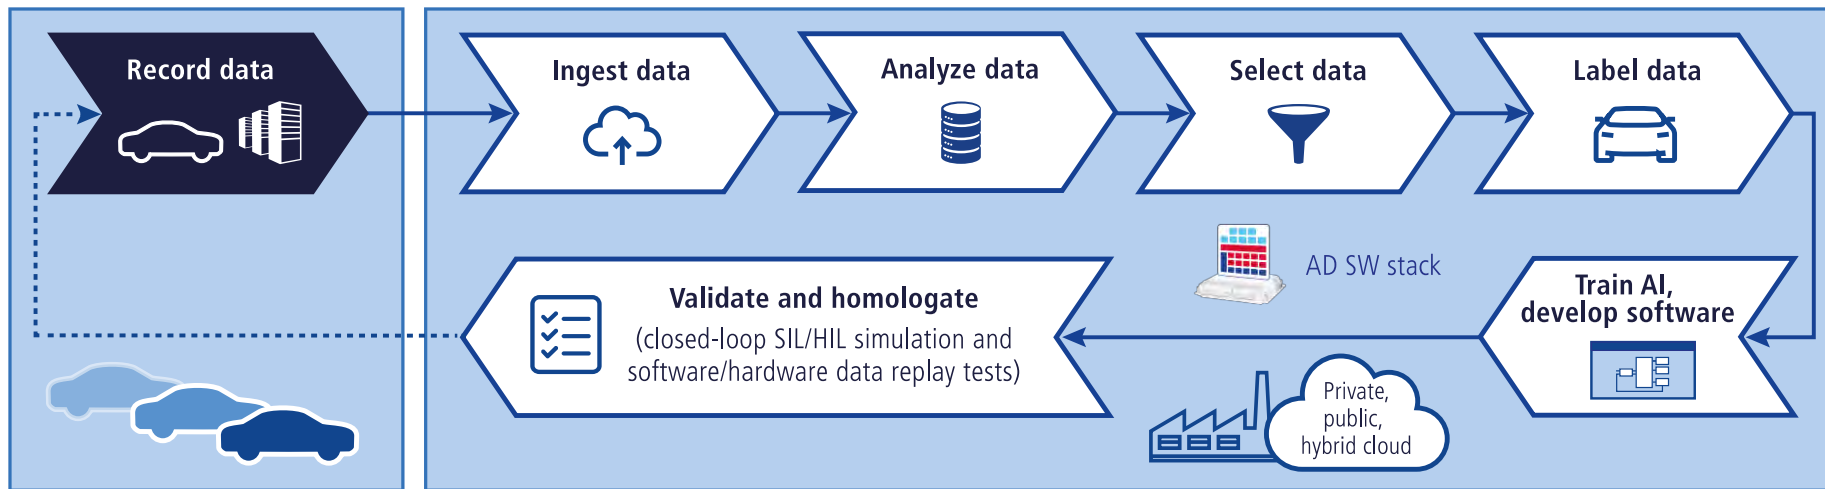 Record data
Ingest data
Analyze data
Select data
Label data
AD SW stack
Train AI,
develop software
Validate and homologate
(closed-loop SIL/HIL simulation and
software/hardware data replay tests)
Private,
public,
hybrid cloud